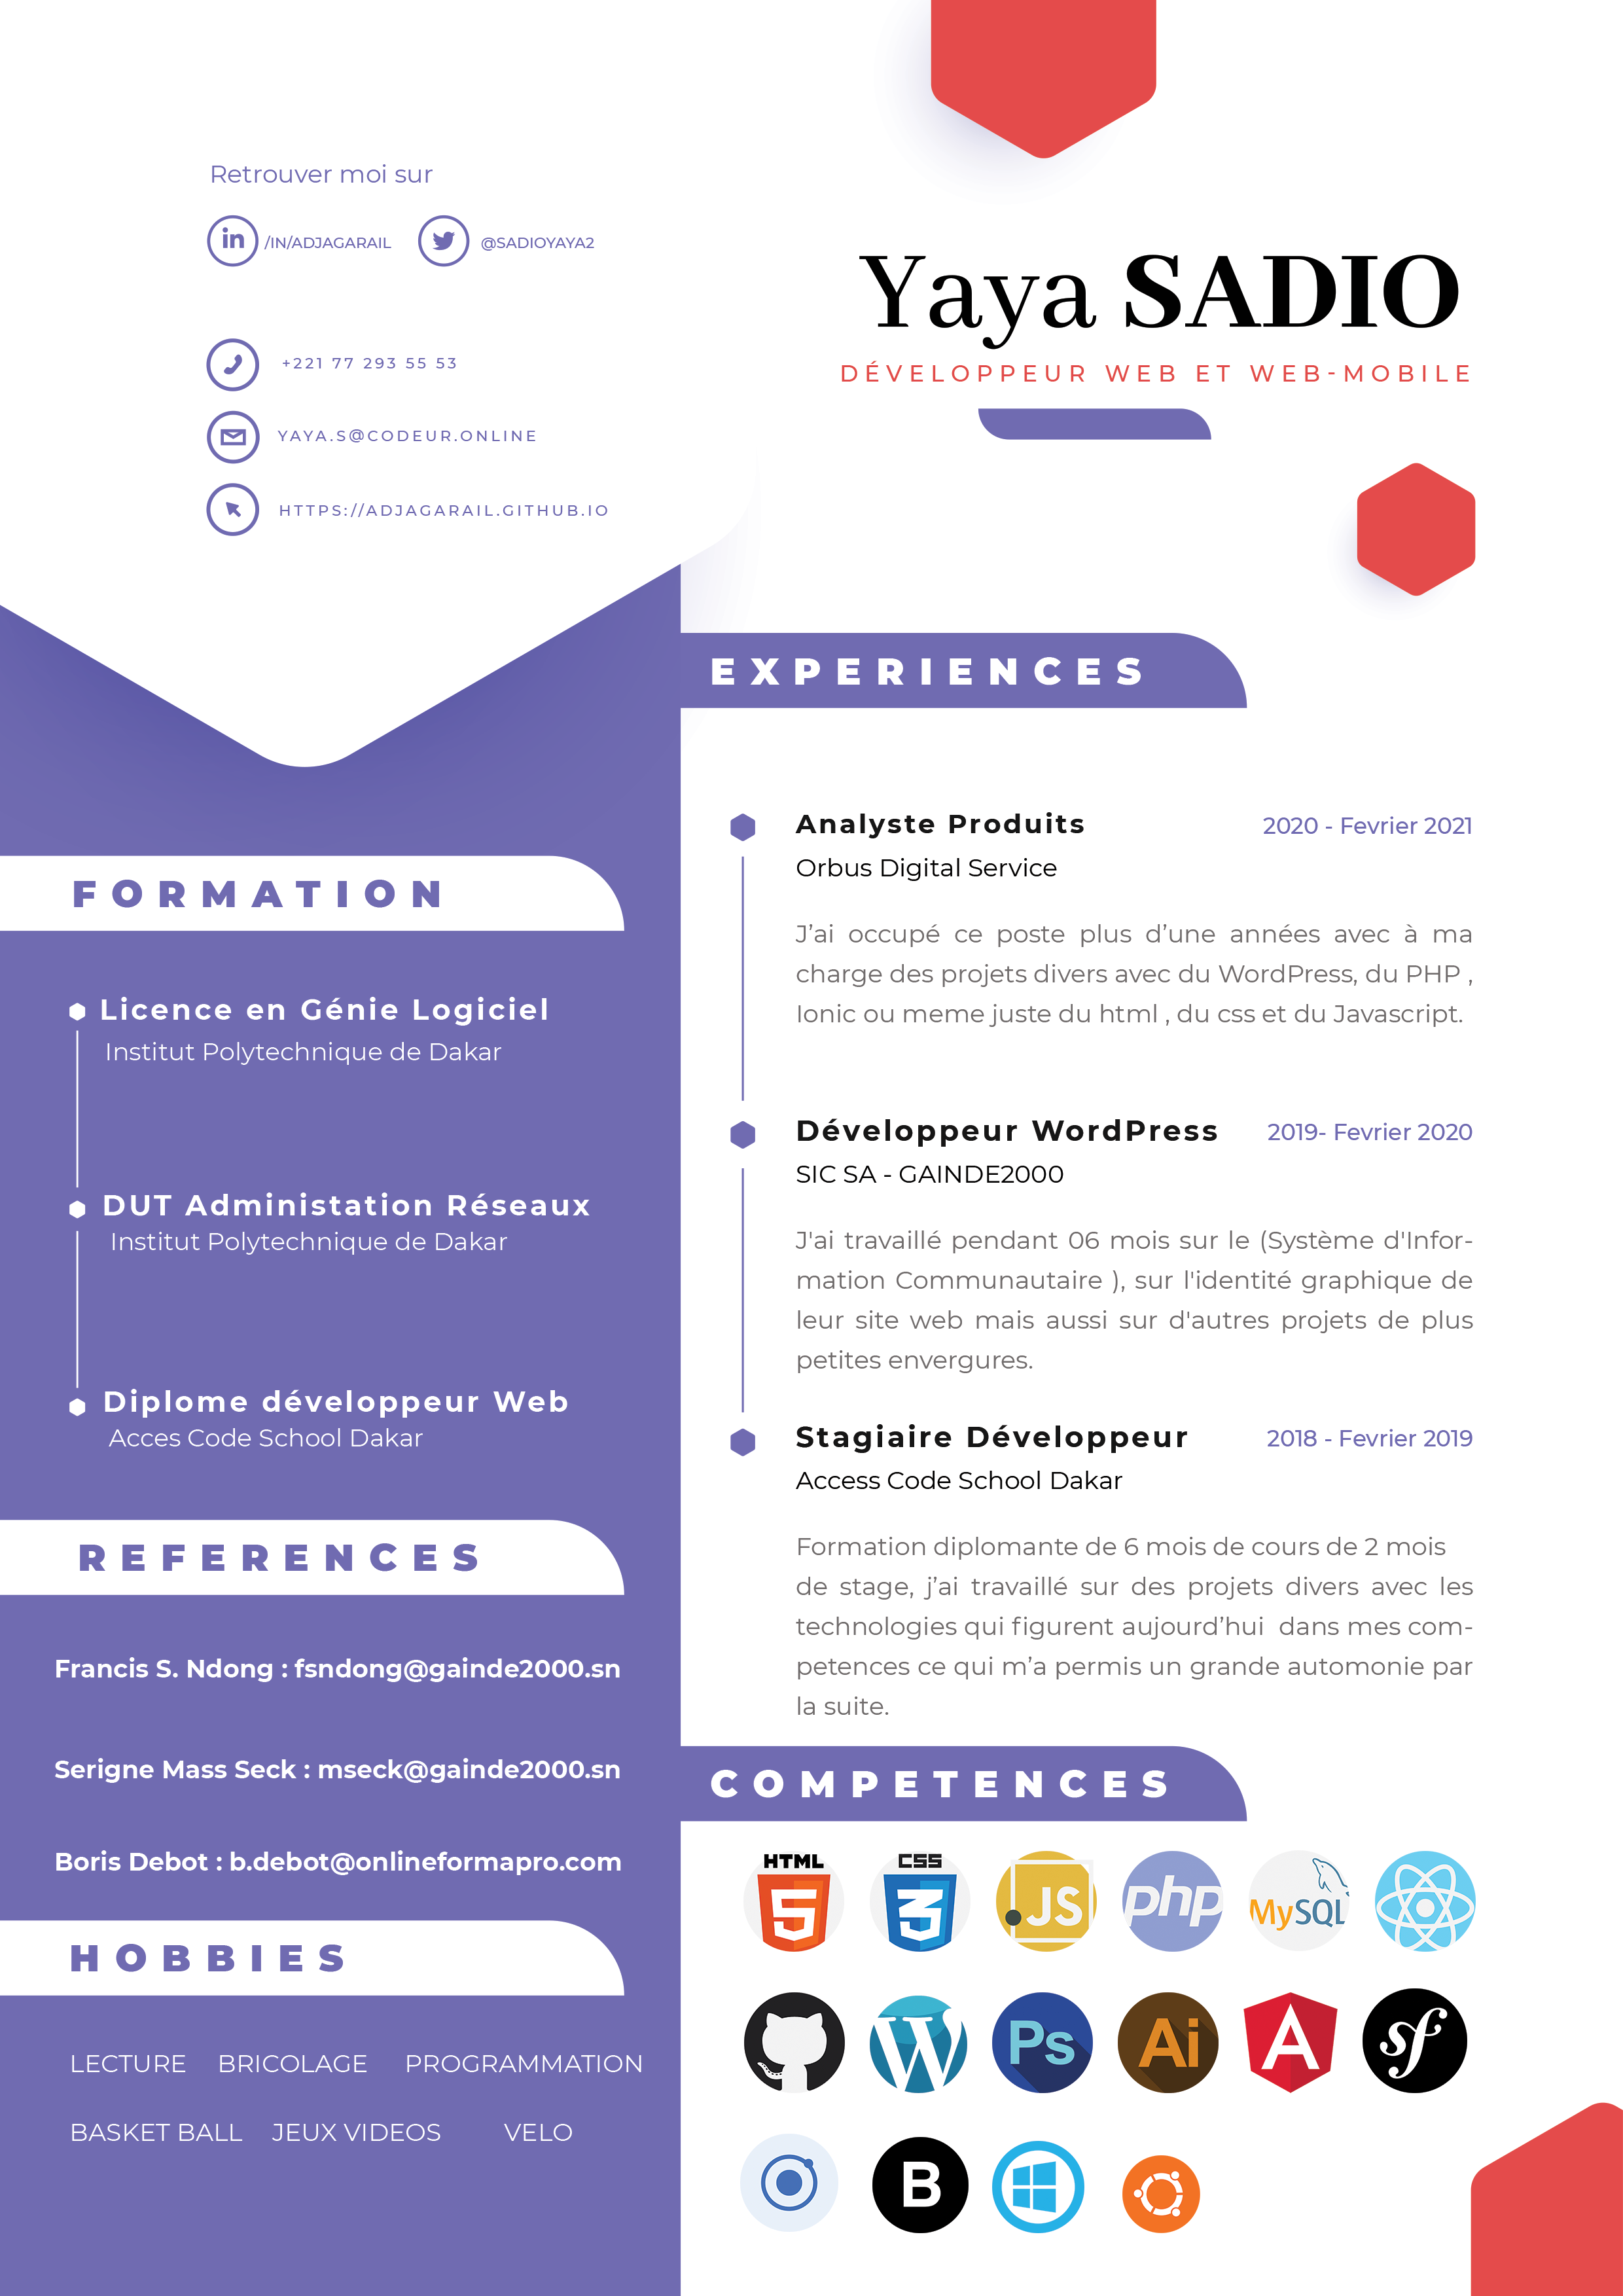 Retrouver moi sur
in /IN/ADJAGARAIL @SADIOYAYA2
+221 77 293 55 53
YAYA.S@CODEUR.ONLINE
HTTPS://ADJAGARAIL.GITHUB.IO
Yaya SADIO
DÉVELOPPEUR WEB ET WEB-MOBILE
FORMATION
Licence en Génie Logiciel
Institut Polytechnique de Dakar
DUT Administation Réseaux
Institut Polytechnique de Dakar
Diplome développeur Web
Acces Code School Dakar
REFERENCES
Francis S. Ndong : fsndong@gainde2000.sn
Serigne Mass Seck : mseck@gainde2000.sn
Boris Debot : b.debot@onlineformapro.com
HOBBIES
LECTURE BRICOLAGE PROGRAMMATION
BASKET BALL JEUX VIDEOS VELO
EXPERIENCES
Analyste Produits 2020 - Fevrier 2021
Orbus Digital Service
J’ai occupé ce poste plus d’une années avec à ma
charge des projets divers avec du WordPress, du PHP ,
Ionic ou meme juste du html , du css et du Javascript.
Développeur WordPress 2019- Fevrier 2020
SIC SA - GAINDE2000
J'ai travaillé pendant 06 mois sur le (Système d'Infor-
mation Communautaire ), sur l'identité graphique de
leur site web mais aussi sur d'autres projets de plus
petites envergures.
Stagiaire Développeur 2018 - Fevrier 2019
Access Code School Dakar
Formation diplomante de 6 mois de cours de 2 mois
de stage, j’ai travaillé sur des projets divers avec les
technologies qui figurent aujourd’hui dans mes com-
petences ce qui m’a permis un grande automonie par
la suite.
COMPETENCES
HTML 5 CSS 3 JS php MySQL
W Ps Ai A sf
B